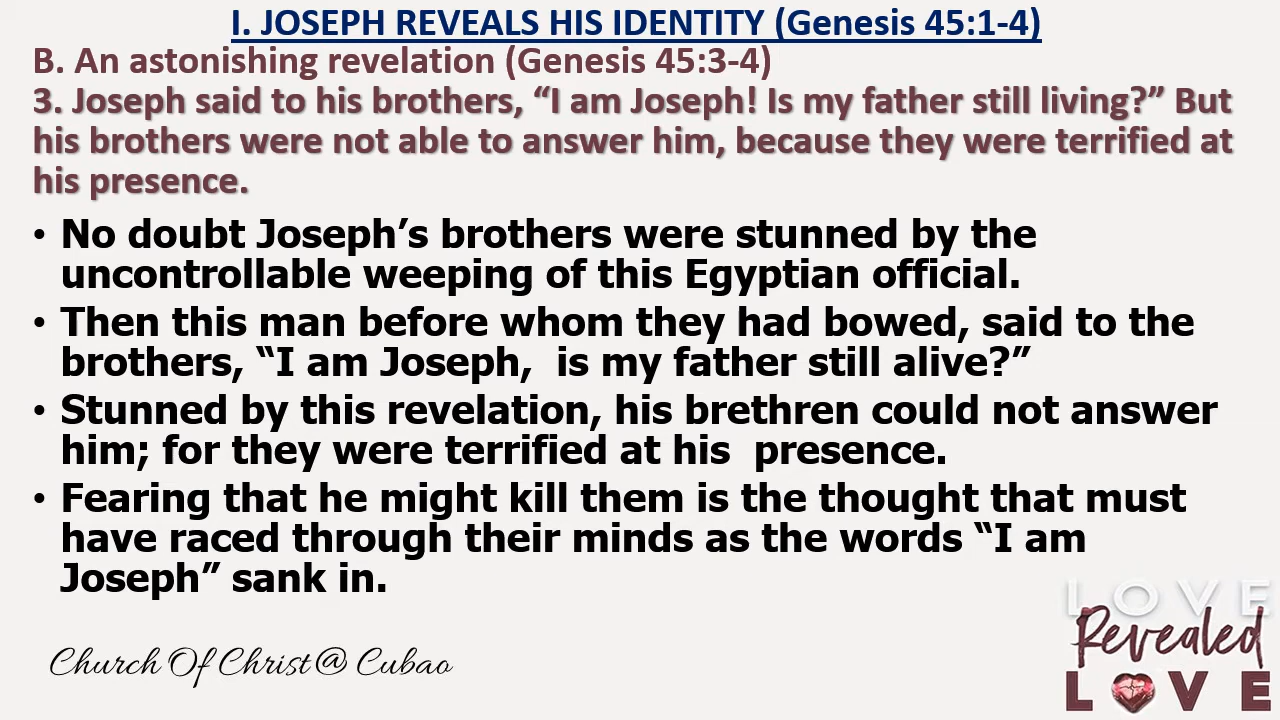 I. JOSEPH REVEALS HIS IDENTITY (Genesis 45:1-4)
B. An astonishing revelation (Genesis 45:3-4)
3. Joseph said to his brothers, “I am Joseph! Is my father still living?” But
his brothers were not able to answer him, because they were terrified at
his presence.
• No doubt Joseph’s brothers were stunned by the
uncontrollable weeping of this Egyptian official.
• Then this man before whom they had bowed, said to the
brothers, “I am Joseph,  is my father still alive?”
• Stunned by this revelation, his brethren could not answer
him; for they were terrified at his  presence.
• Fearing that he might kill them is the thought that must
have raced through their minds as the words “I am
Joseph” sank in.
Church Of Christ@ Cubao
LOVE
Revealed
LOVE